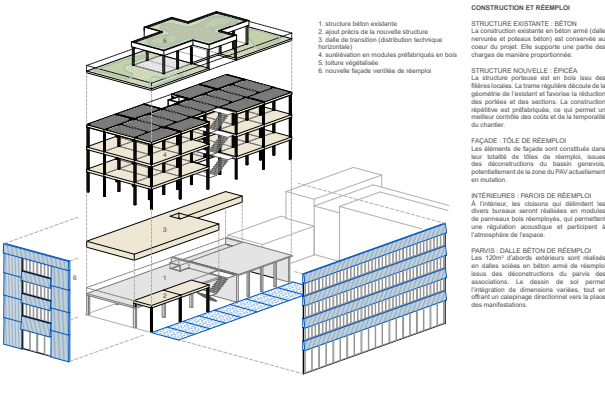 1. structure béton existante
2. ajout précis de la nouvelle structure
3. dalle de transition (distribution technique
horizontale)
4. surélévation en modules préfabriqués en bois
5. toiture végétalisée
6. nouvelle façade ventilée de réemploi
5
4
3
6
1
2
CONSTRUCTION ET RÉEMPLOI
STRUCTURE EXISTANTE : BÉTON
La construction existante en béton armé (dalle
nervurée et poteaux béton) est conservée au
coeur du projet. Elle supporte une partie des
charges de manière proportionnée.
STRUCTURE NOUVELLE : ÉPICÉA
La structure porteuse est en bois issu des
filières locales. La trame régulière découle de la
géométrie de l'existant et favorise la réduction
des portées et des sections. La construction
répétitive est préfabriquée, ce qui permet un
meilleur contrôle des coûts et de la temporalité
du chantier.
FAÇADE : TÔLE DE RÉEMPLOI
Les éléments de façade sont constitués dans
leur totalité de tôles de réemploi, issues
des déconstructions du bassin genevois,
potentiellement de la zone du PAV actuellement
en mutation.
INTÉRIEURES : PAROIS DE RÉEMPLOI
À l'intérieur, les cloisons qui délimitent les
divers bureaux seront réalisées en modules
de panneaux bois réemployés, qui permettent
une régulation acoustique et participent à
l'atmosphère de l'espace.
PARVIS : DALLE BÉTON DE RÉEMPLOI
Les 120m² d'abords extérieurs sont réalisés
en dalles sciées en béton armé de réemploi
issus des déconstructions du parvis des
associations. Le dessin de sol permet
l'intégration de dimensions variées, tout en
offrant un calepinage directionnel vers la place
des manifestations.